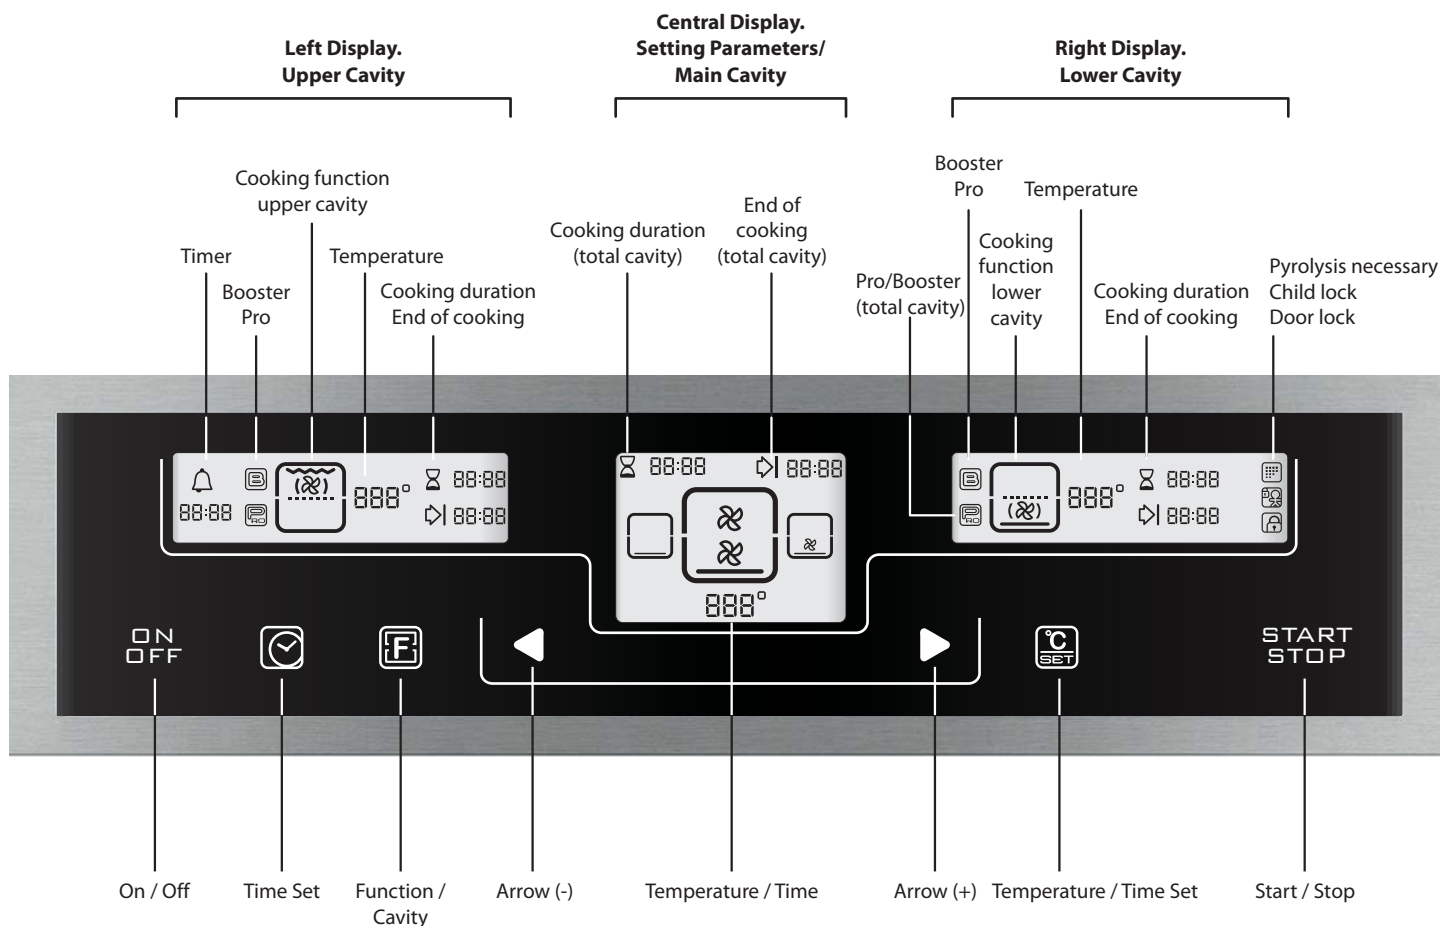 Left Display.
Upper Cavity
Central Display.
Setting Parameters/
Main Cavity
Right Display.
Lower Cavity
Timer
Booster
Pro
Cooking function
upper cavity
Temperature
Cooking duration
End of cooking
Cooking duration
(total cavity)
End of
cooking
(total cavity)
Pro/Booster
(total cavity)
Booster
Pro
Cooking
function
lower
cavity
Temperature
Cooking duration
End of cooking
Pyrolysis necessary
Child lock
Door lock
88:88
B
PRO
888°
88:88
88:88
88:88
88:88
888°
B
PRO
888°
88:88
88:88
ON
OFF
F
°C
SET
START
STOP
On / Off
Time Set
Function /
Cavity
Arrow (-)
Temperature / Time
Arrow (+)
Temperature / Time Set
Start / Stop